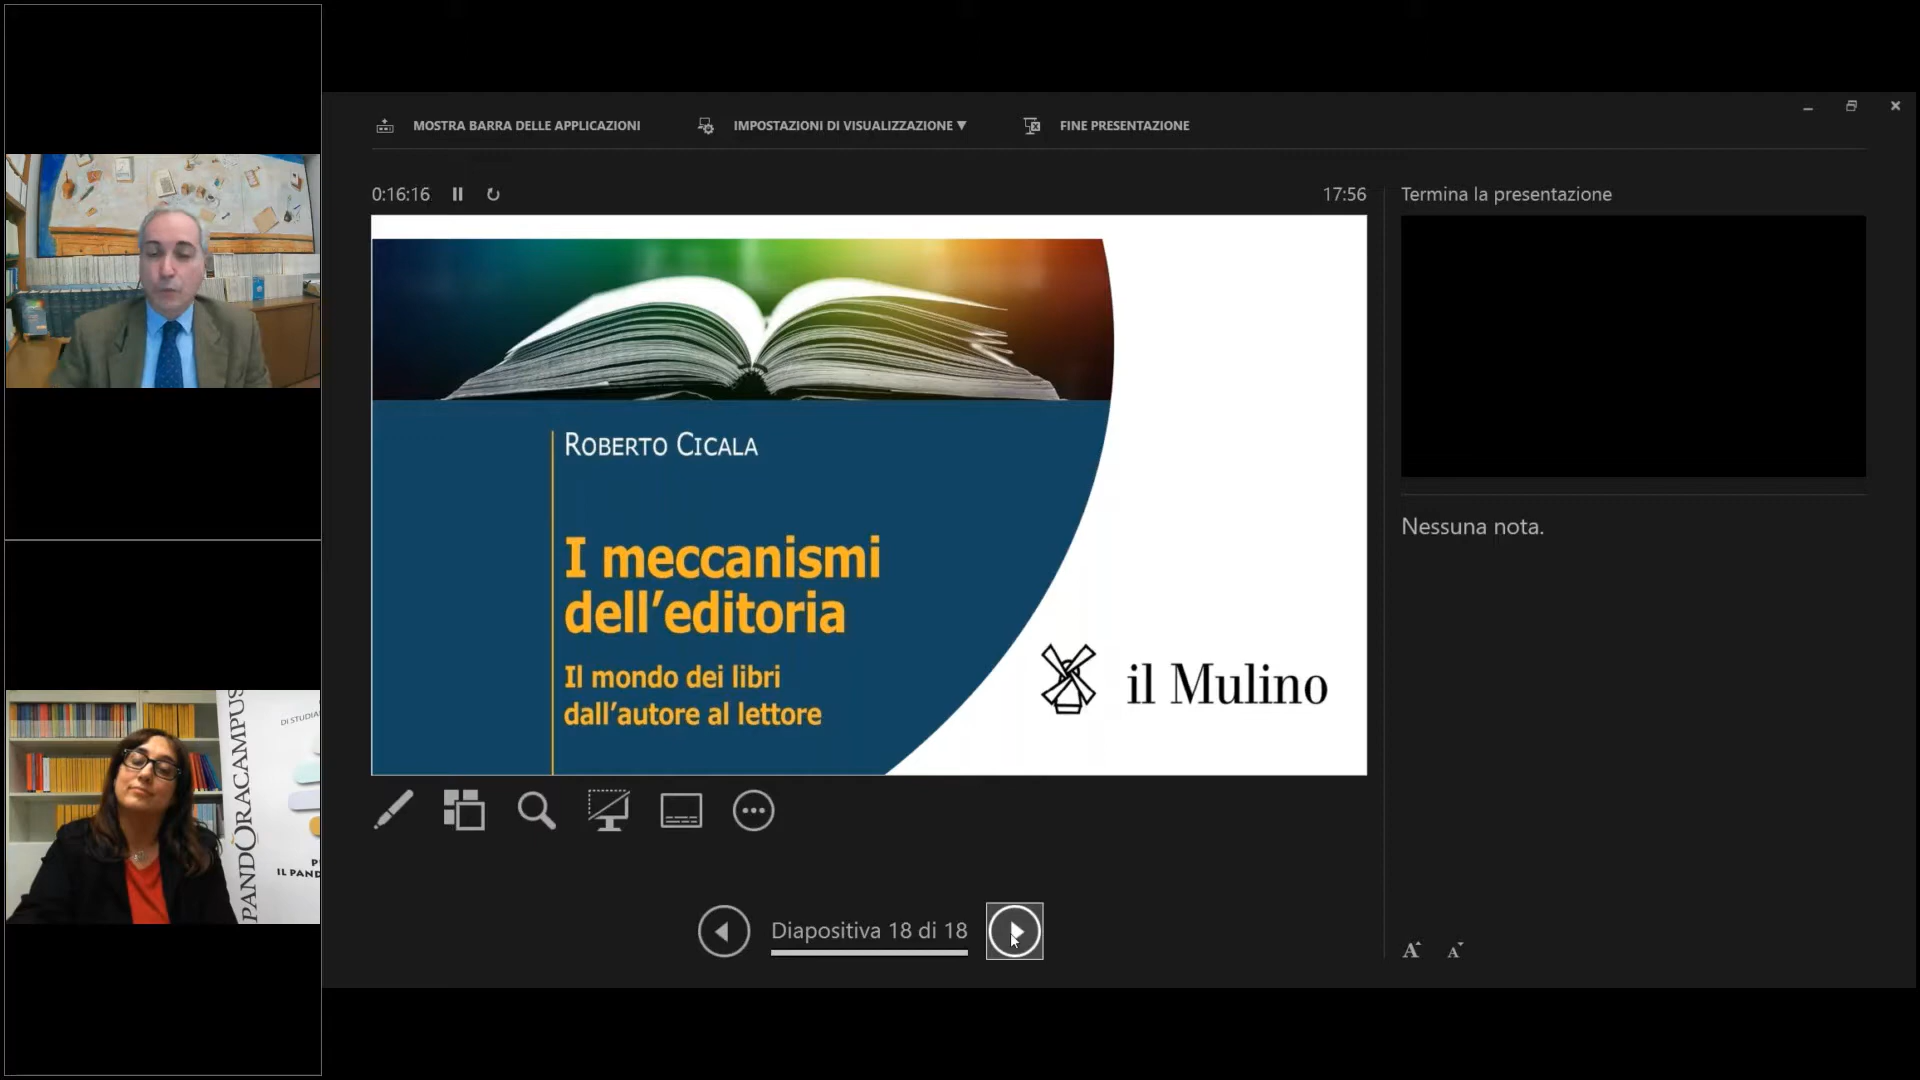 MOSTRA BARRA DELLE APPLICAZIONI
IMPOSTAZIONI DI VISUALIZZAZIONE ▼
FINE PRESENTAZIONE
0:16:16
17:56
Termina la presentazione
ROBERTO CICALA
I meccanismi
dell'editoria
Il mondo dei libri
dall'autore al lettore
il Mulino
Nessuna nota.
Diapositiva 18 di 18
PANDORACAMPUS
IL PAND